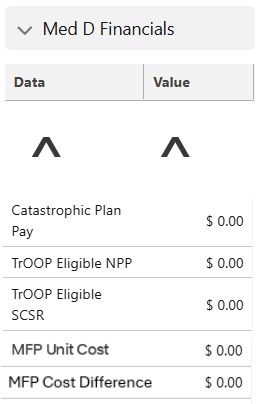 Med D Financials
Data Value
Catastrophic Plan
Pay
$ 0.00
TrOOP Eligible NPP $ 0.00
TrOOP Eligible
SCSR
$ 0.00
MFP Unit Cost $ 0.00
MFP Cost Difference $ 0.00